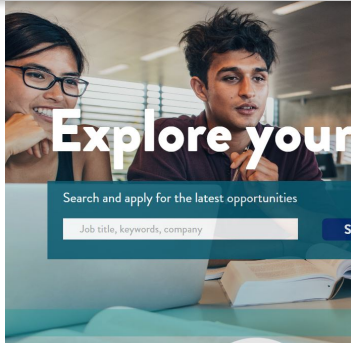 Explore your
Search and apply for the latest opportunities
Job title, keywords, company
S